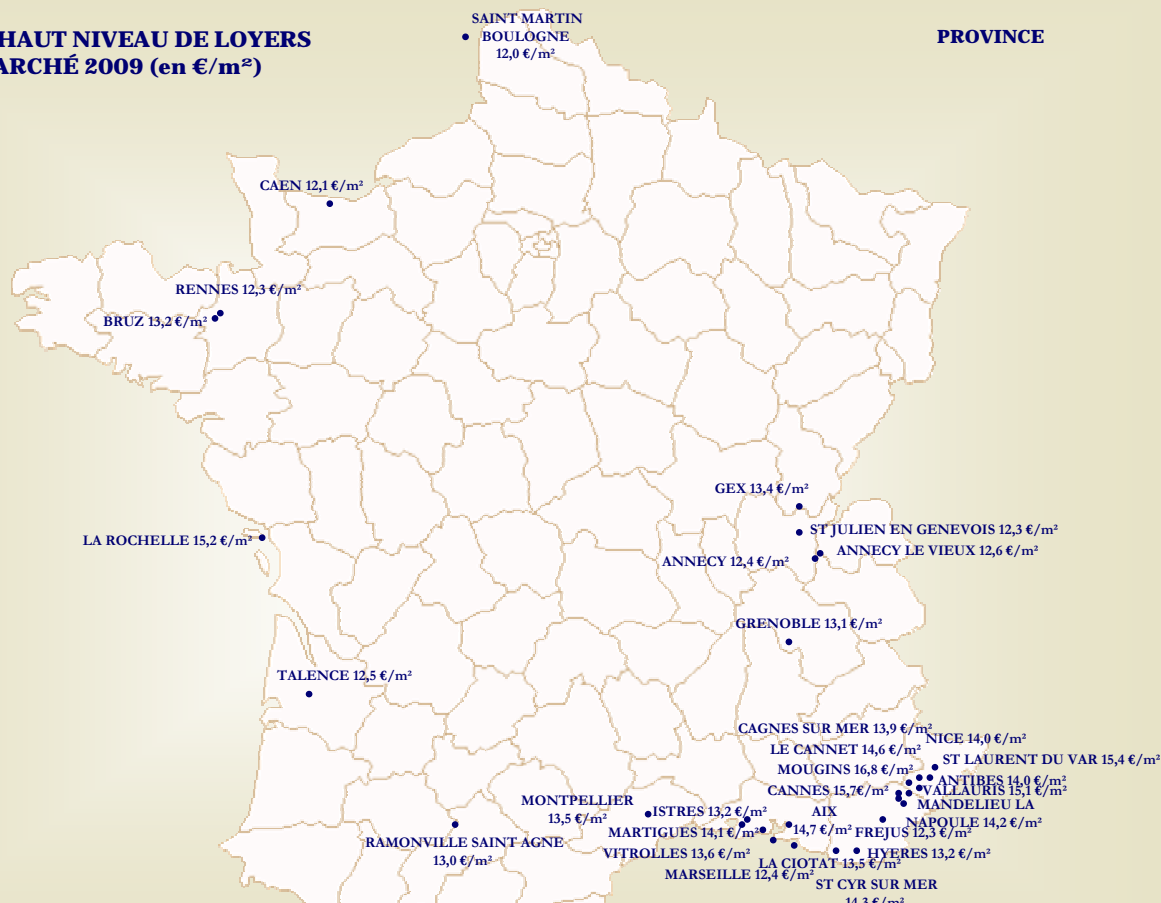 HAUT NIVEAU DE LOYERS
ARCHÉ 2009 (en €/m²)
PROVINCE
SAINT MARTIN
BOULOGNE
12,0 €/m²
CAEN 12,1 €/m²
RENNES 12,3 €/m²
BRUZ 13,2 €/m²
GEX 13,4 €/m²
ST JULIEN EN GENEVOIS 12,3 €/m²
LA ROCHELLE 15,2 €/m²
ANNECY LE VIEUX 12,6 €/m²
ANNECY 12,4 €/m²
GRENOBLE 13,1 €/m²
TALENCE 12,5 €/m²
CAGNES SUR MER 13,9 €/m²
NICE 14,0 €/m²
LE CANNET 14,6 €/m²
ST LAURENT DU VAR 15,4 €/m²
MOUGINS 16,8 €/m²
ANTIBES 14,0 €/m²
CANNES 15,7€/m²
VALLAURIS 15,1 €/m²
MONTPELLIER
13,5 €/m²
ISTRES 13,2 €/m²
AIX
14,7 €/m²
MANDELIEU LA
NAPOULE 14,2 €/m²
MARTIGUES 14,1 €/m²
FREJUS 12,3 €/m²
RAMONVILLE SAINT AGNE
13,0 €/m²
VITROLLES 13,6 €/m²
HYERES 13,2 €/m²
LA CIOTAT 13,5 €/m²
MARSEILLE 12,4 €/m²
ST CYR SUR MER
14,3 €/m²